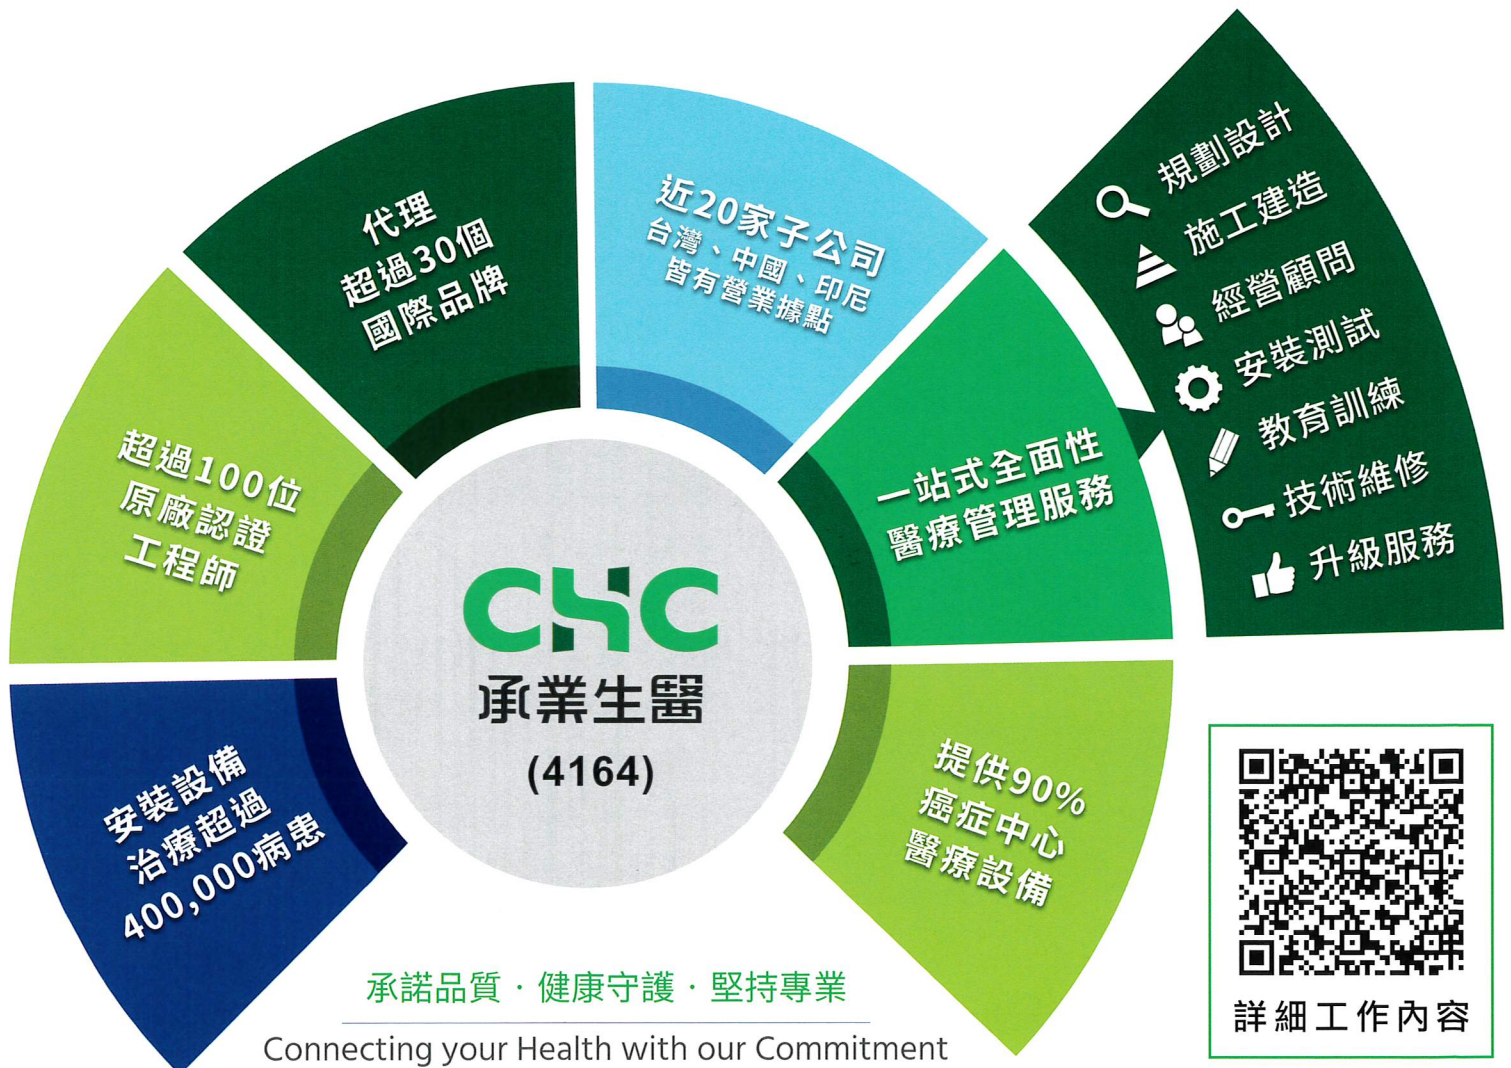 安裝設備
治療超過
400,000病患
超過100位
原廠認證
工程師
代理
超過30個
國際品牌
近20家子公司
台灣、中國、印尼
皆有營業據點
一站式全面性
醫療管理服務
規劃設計
施工建造
經營顧問
安裝測試
教育訓練
技術維修
升級服務
提供90%
癌症中心
醫療設備
CHC
承業生醫
(4164)
承諾品質·健康守護·堅持專業
Connecting your Health with our Commitment
詳細工作內容